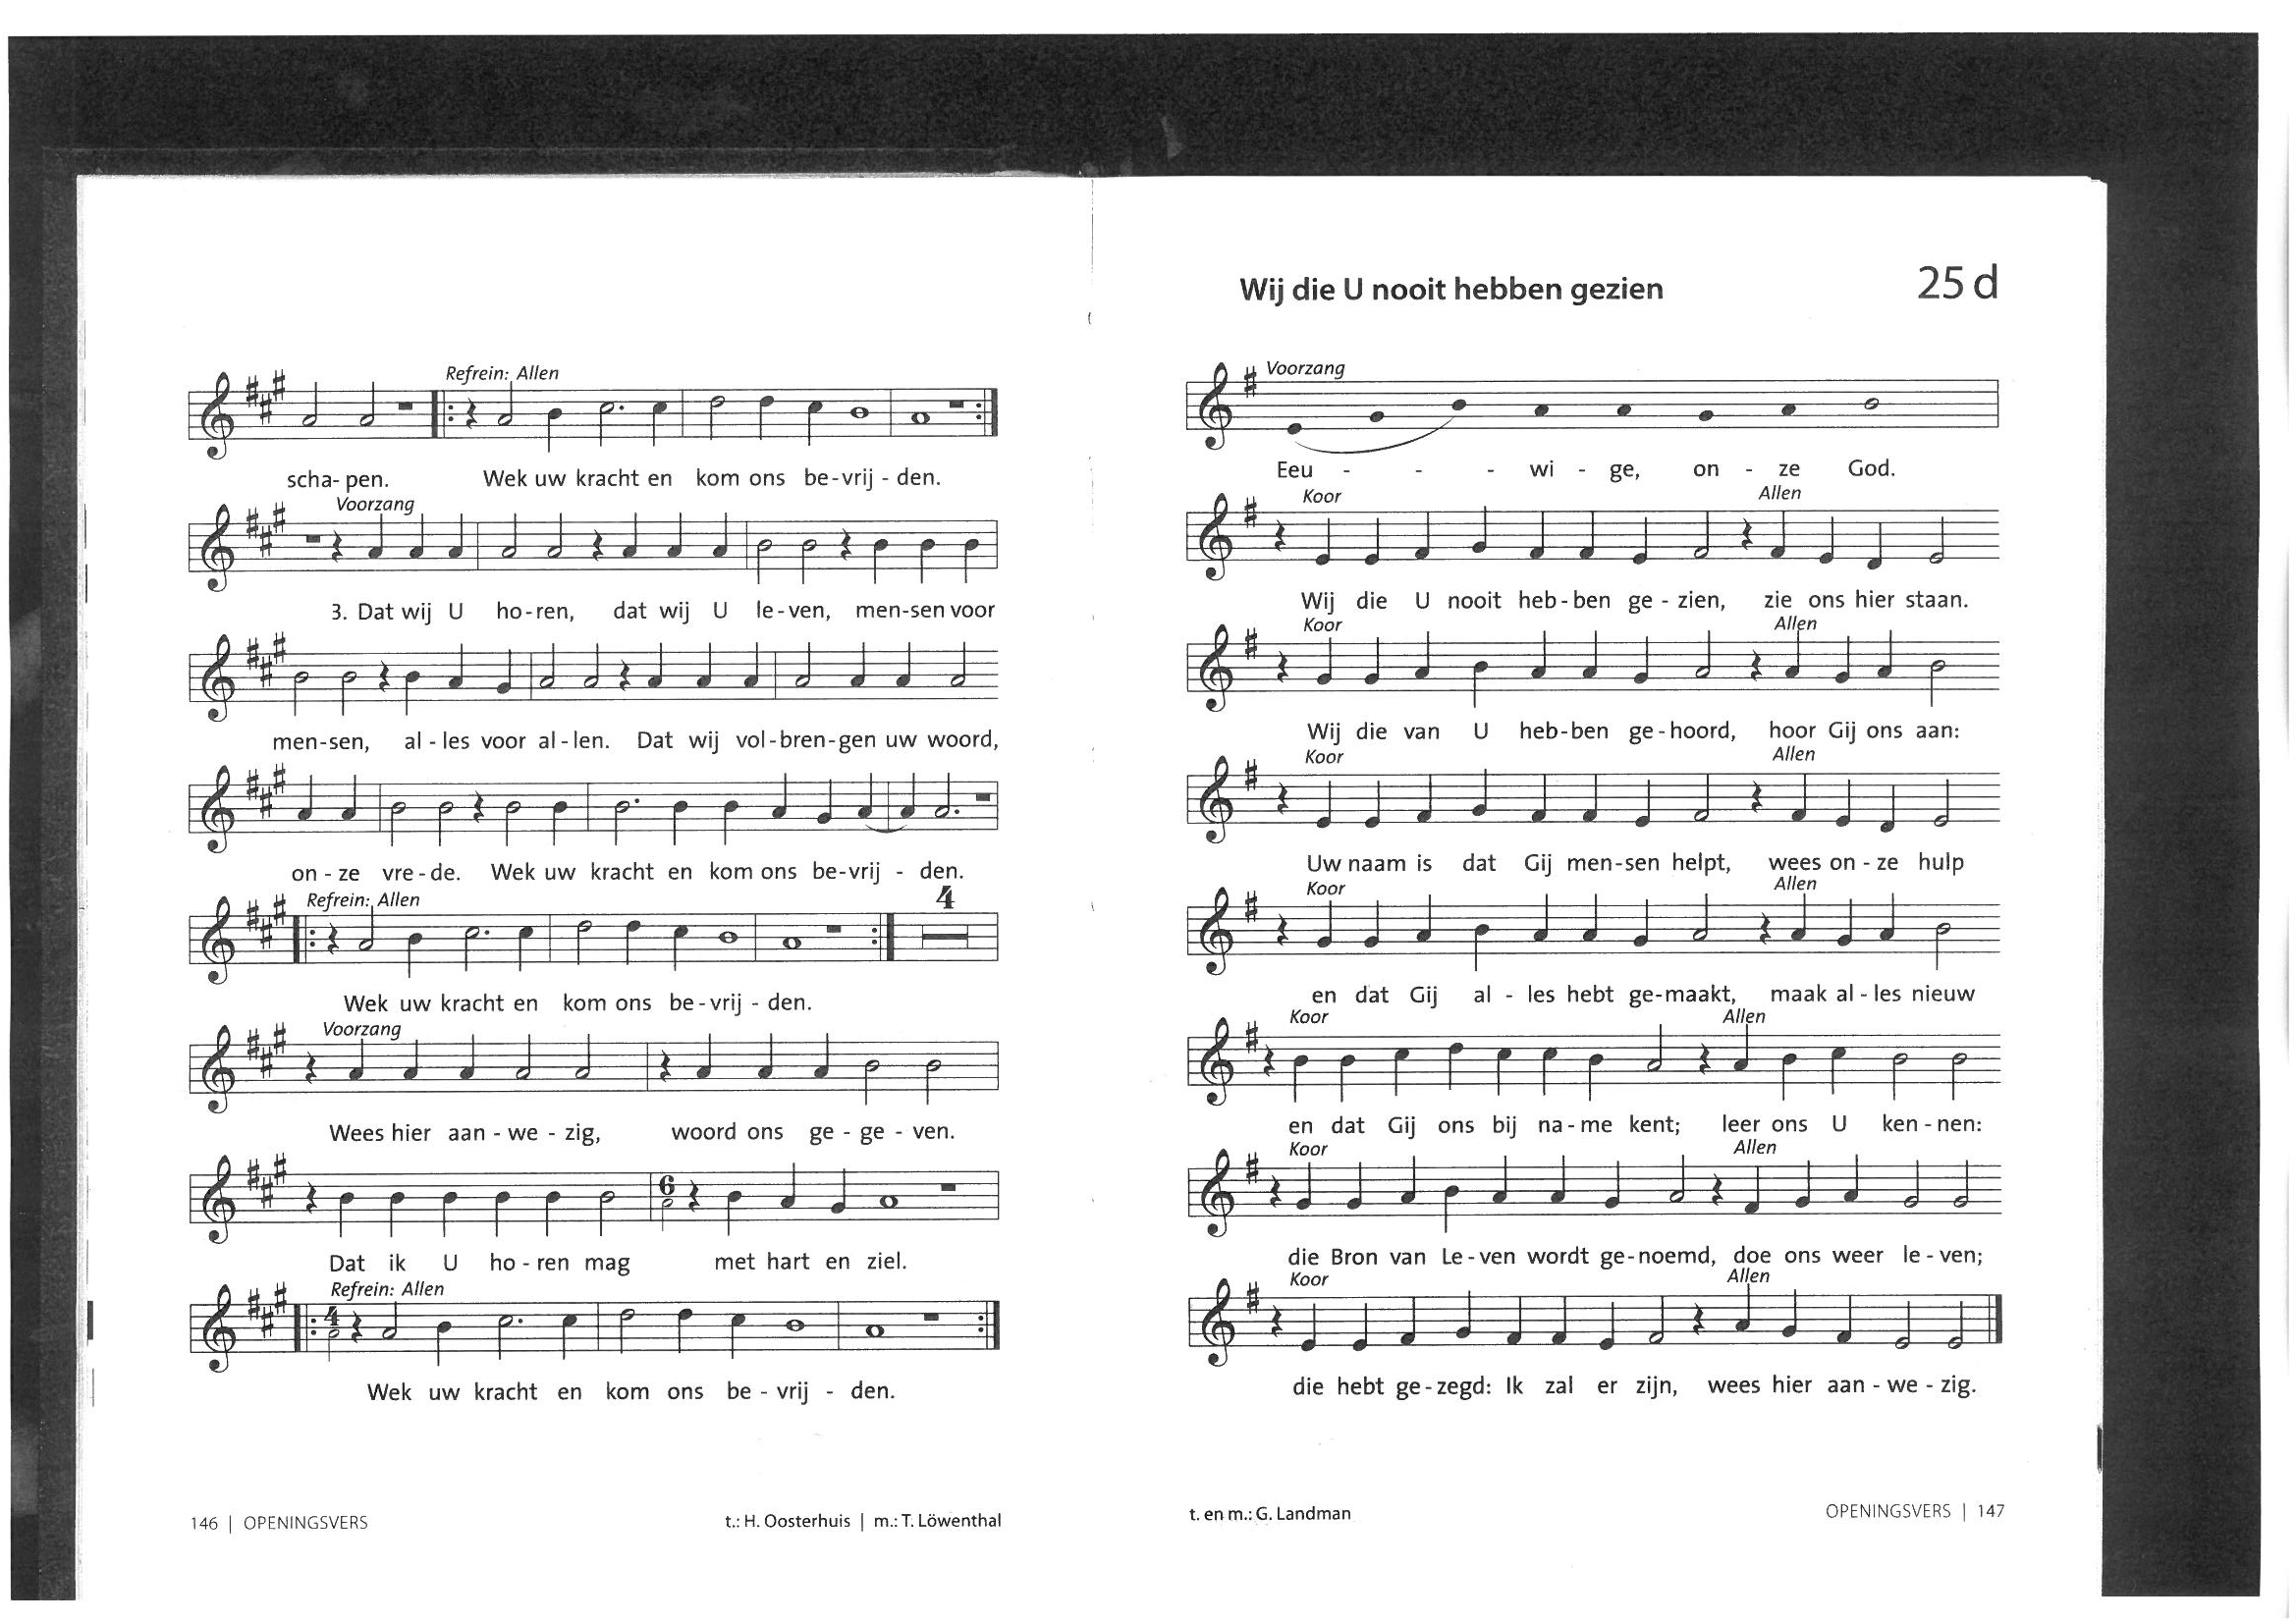 Refrein: Allen
scha- pen. Wek uw kracht en kom ons be-vrij - den.
Voorzang
3. Dat wij U ho-ren, dat wij U le-ven, men-sen voor
men-sen, al - les voor al-len. Dat wij vol-bren-gen uw woord,
on - ze vre-de. Wek uw kracht en kom ons be-vrij - den.
Refrein: Allen 4
Wek uw kracht en kom ons be-vrij - den.
Voorzang
Wees hier aan - we - zig, woord ons ge - ge - ven.
6
Dat ik U ho - ren mag met hart en ziel.
Refrein: Allen
4
Wek uw kracht en kom ons be - vrij - den.
146 | OPENINGSVERS t.: H. Oosterhuis | m.: T. Löwenthal
Wij die U nooit hebben gezien 25 d
Voorzang
Eeu - - - wi - ge, on - ze God.
Koor Allen
Wij die U nooit heb-ben ge - zien, zie ons hier staan.
Koor Allen
Wij die van U heb-ben ge-hoord, hoor Gij ons aan:
Koor Allen
Uw naam is dat Gij men-sen helpt, wees on - ze hulp
Koor Allen
en dat Gij al - les hebt ge-maakt, maak al - les nieuw
Koor Allen
en dat Gij ons bij na-me kent; leer ons U ken-nen:
Koor Allen
die Bron van Le-ven wordt ge-noemd, doe ons weer le-ven;
Koor Allen
die hebt ge-zegd: Ik zal er zijn, wees hier aan-we-zig.
t. en m.: G. Landman OPENINGSVERS | 147